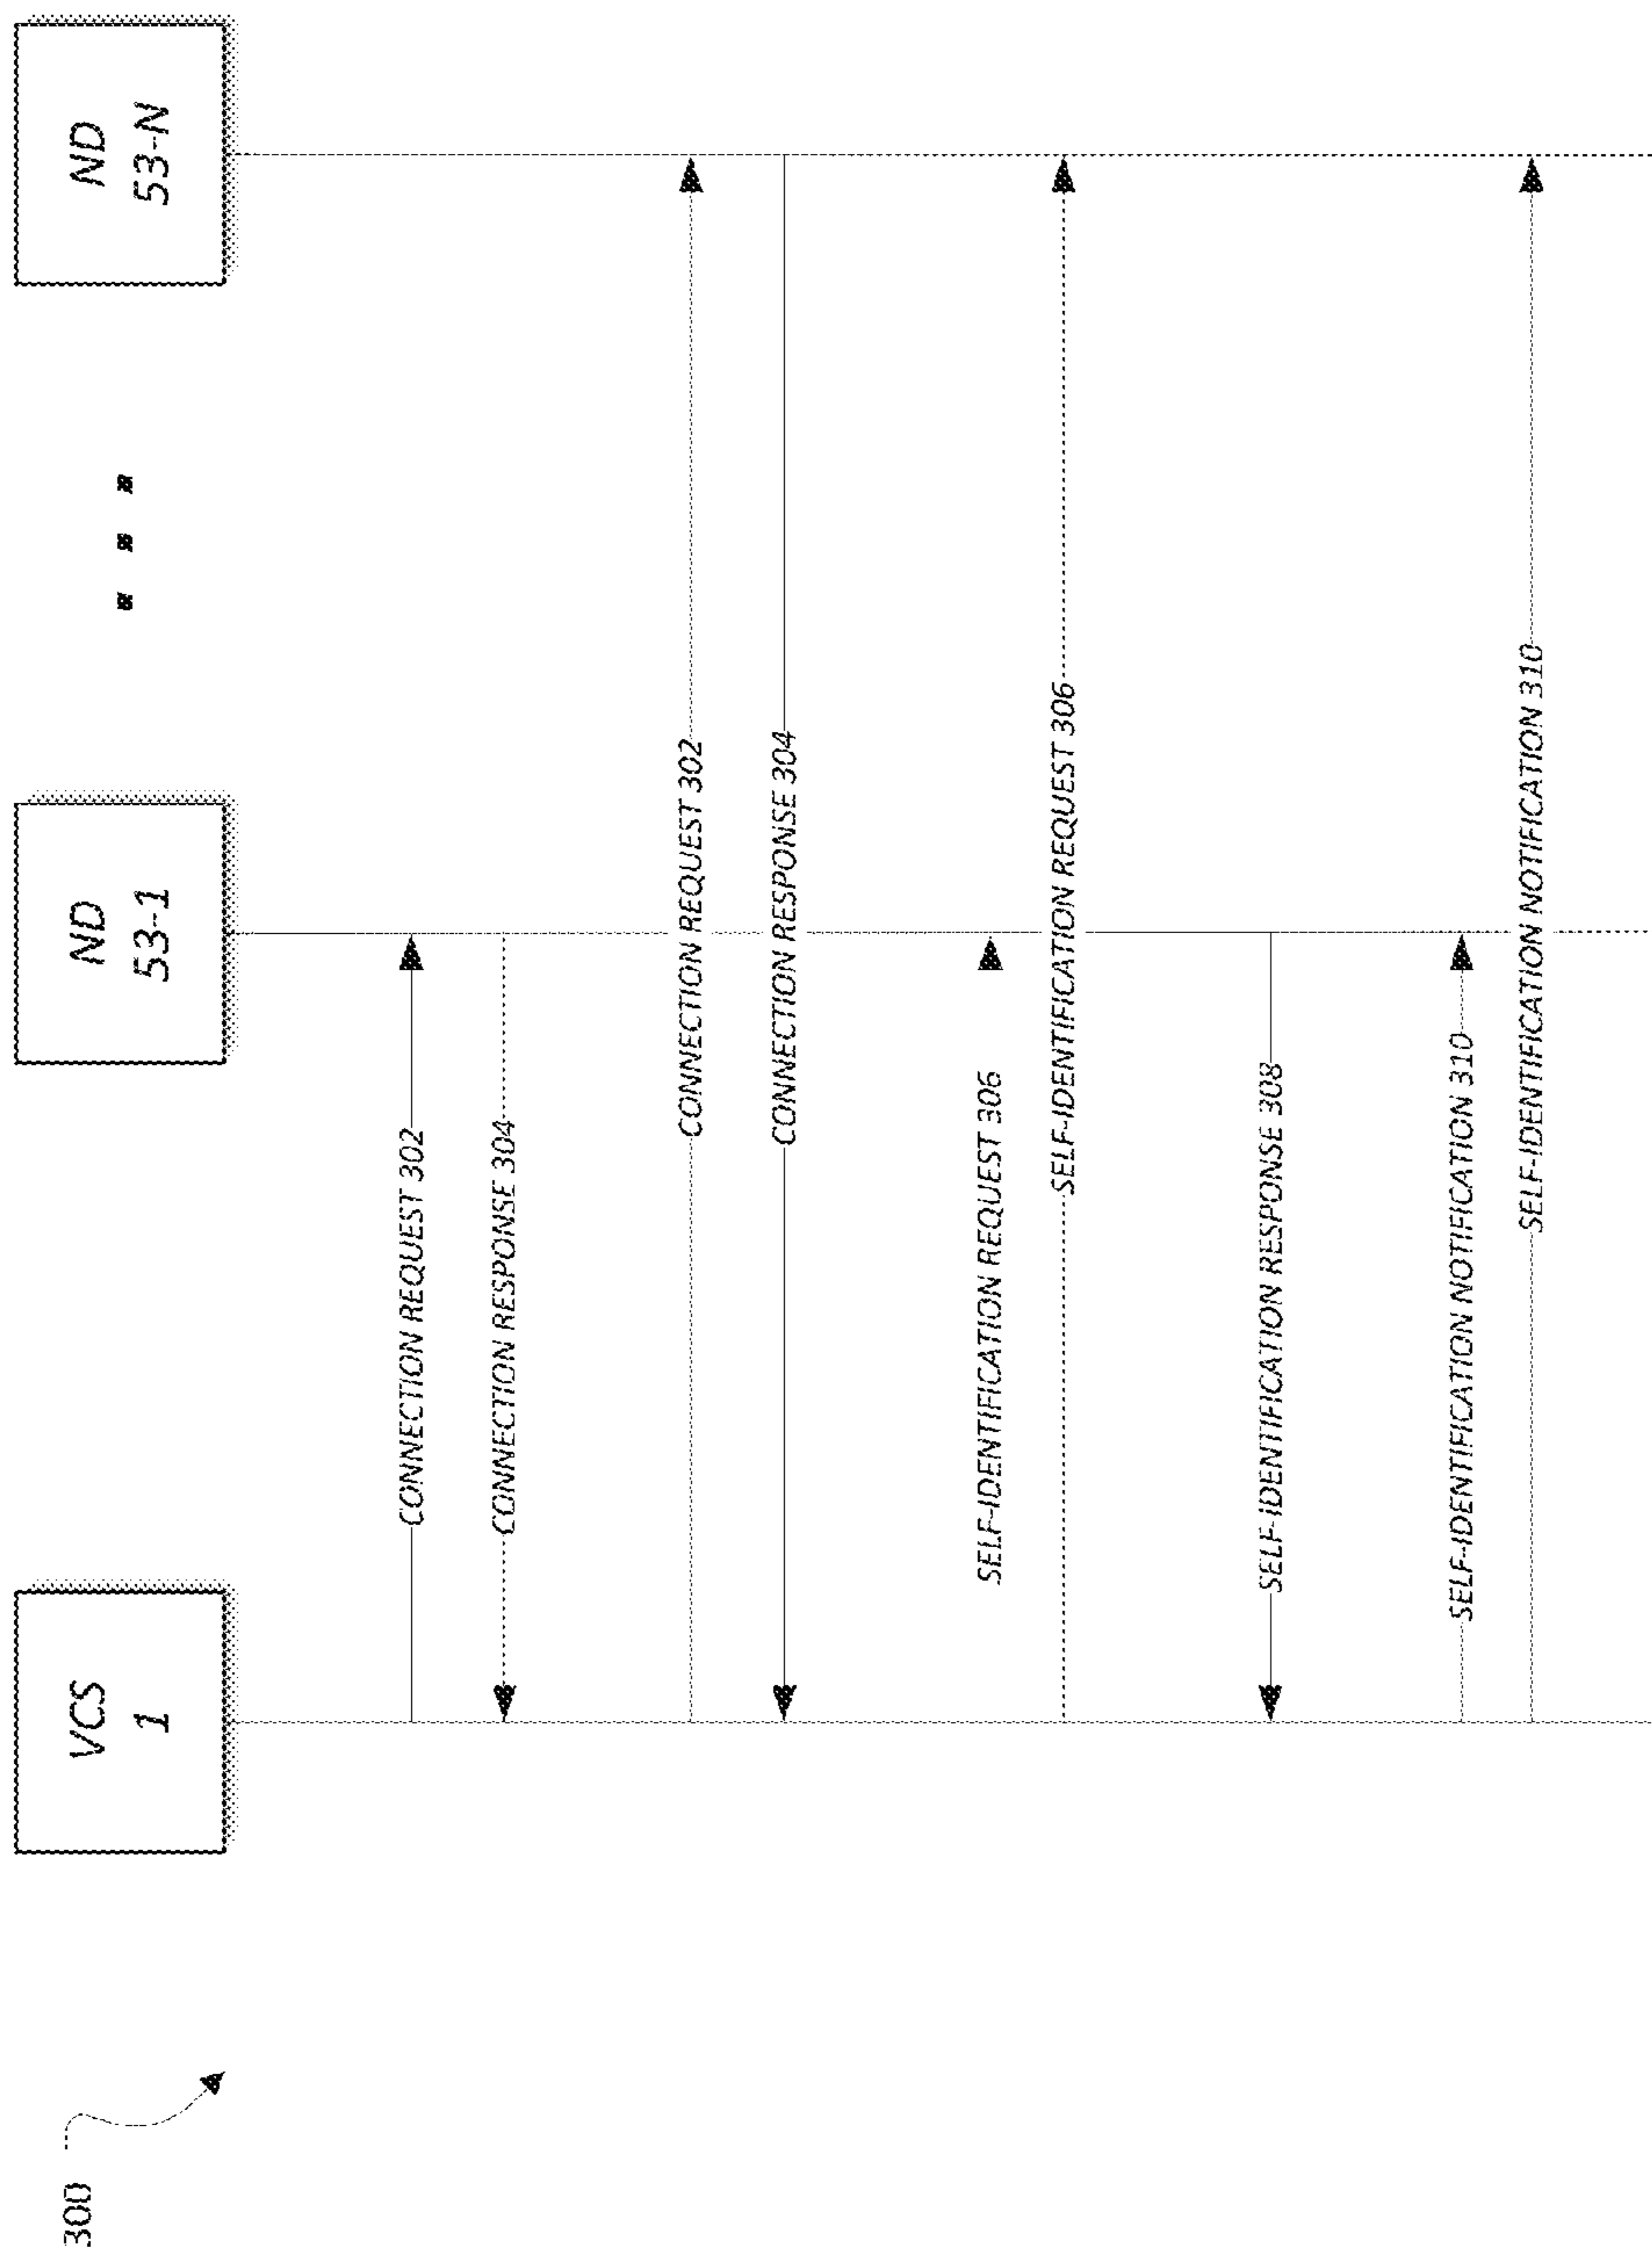 300
VCS
1
ND
53-1
ND
53-N
CONNECTION REQUEST 302
CONNECTION RESPONSE 304
CONNECTION REQUEST 302
CONNECTION RESPONSE 304
SELF-IDENTIFICATION REQUEST 306
SELF-IDENTIFICATION REQUEST 306
SELF-IDENTIFICATION RESPONSE 308
SELF-IDENTIFICATION NOTIFICATION 310
SELF-IDENTIFICATION NOTIFICATION 310